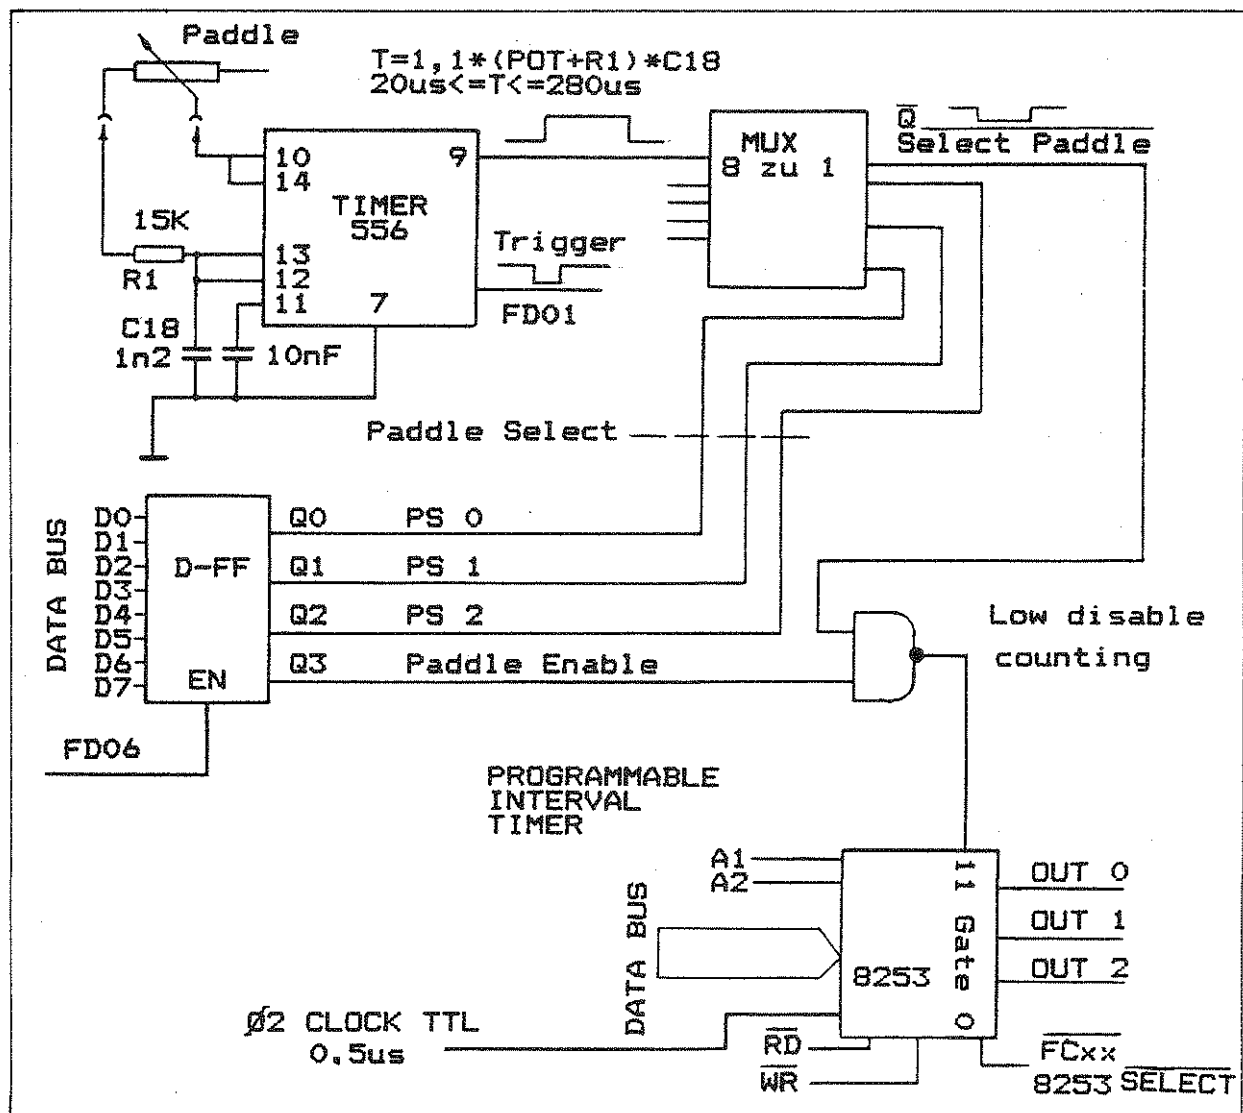 Paddle
T=1,1*(POT+R1)*C18
20us<=T<=280us
10
14
9
TIMER
556
15K
R1
13
12
11
7
C18
1n2
10nF
Trigger
FD01
MUX
8 zu 1
Q
Select Paddle
Paddle Select
DATA BUS
D0
D1
D2
D3
D4
D5
D6
D7
D-FF
EN
Q0 PS 0
Q1 PS 1
Q2 PS 2
Q3 Paddle Enable
FD06
Low disable
counting
PROGRAMMABLE
INTERVAL
TIMER
A1
A2
DATA BUS
8253
11 Gate 0
OUT 0
OUT 1
OUT 2
Ø2 CLOCK TTL
0.5us
RD
WR
FCxx
8253 SELECT